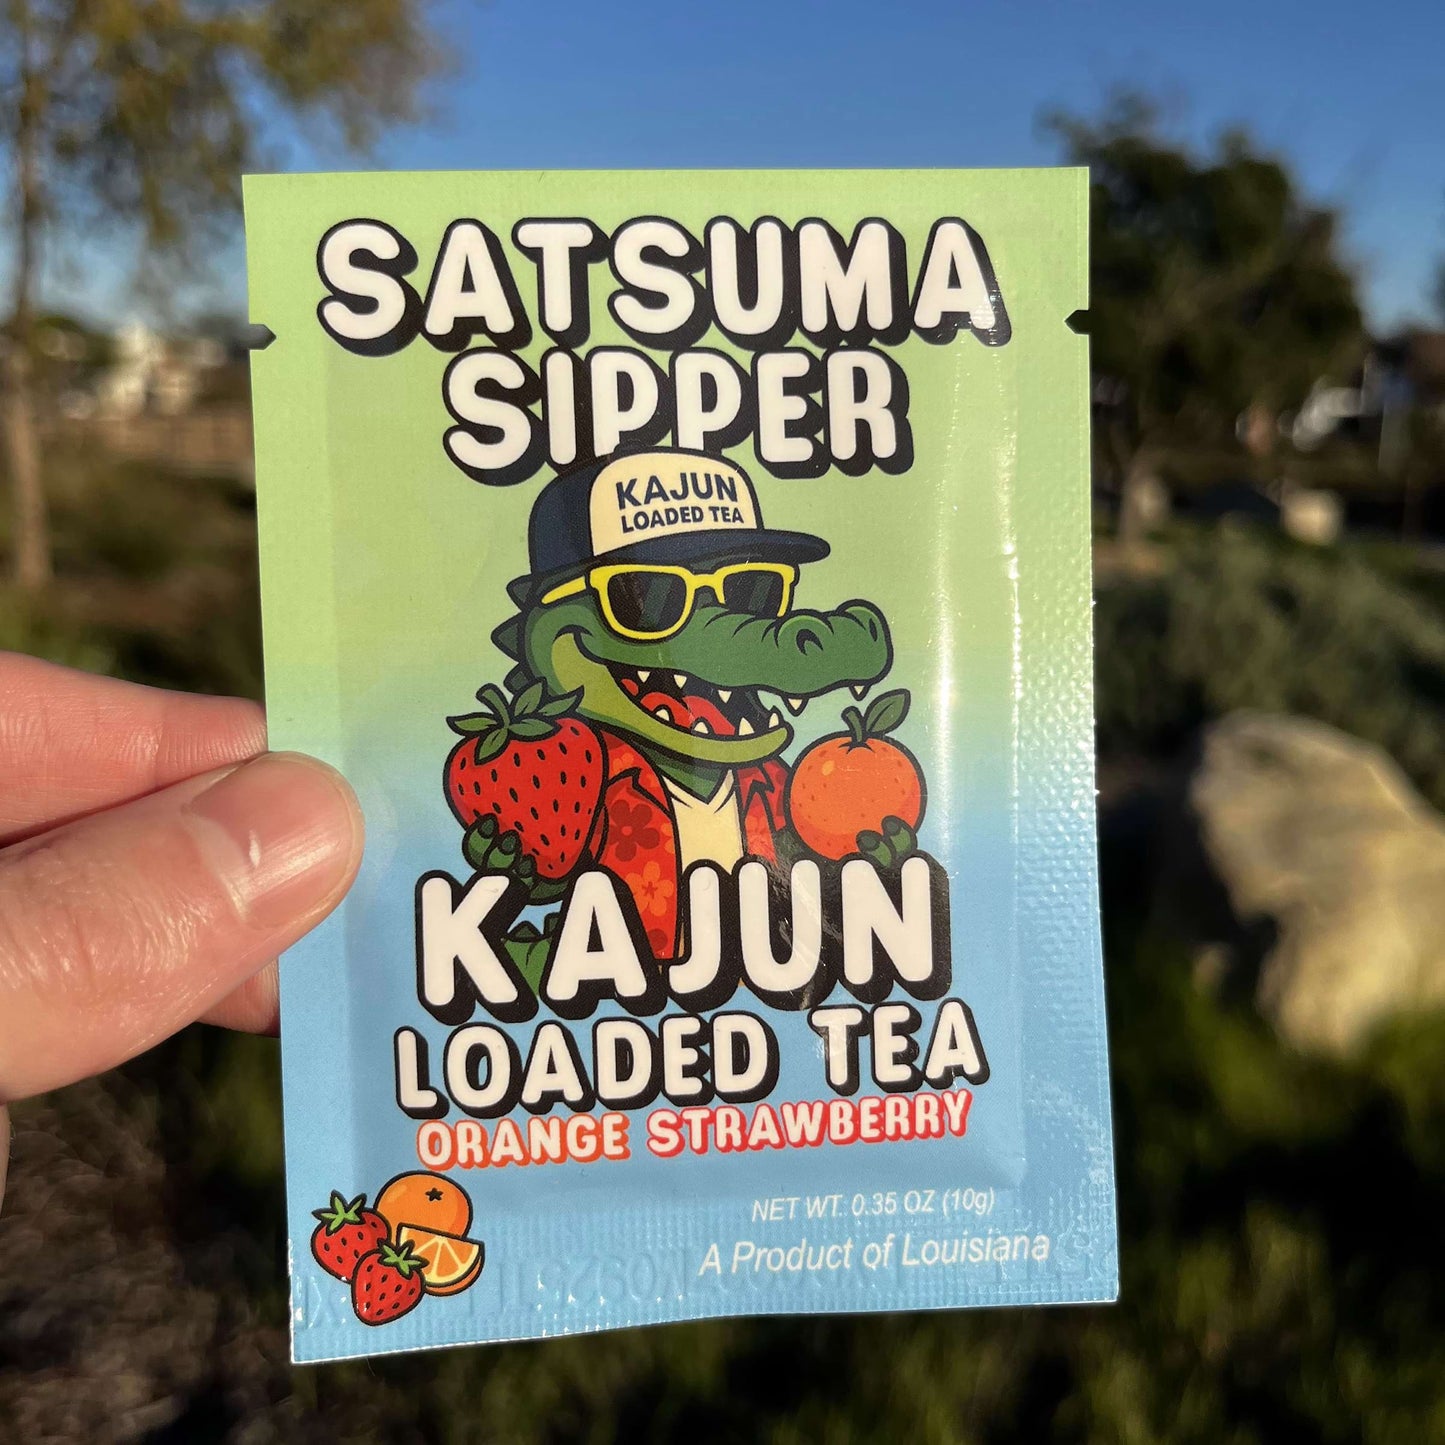 SATSUMA
SIPPER
KAJUN
LOADED TEA
KAJUN
LOADED TEA
ORANGE STRAWBERRY
NET WT. 0.35 OZ (10g)
A Product of Louisiana